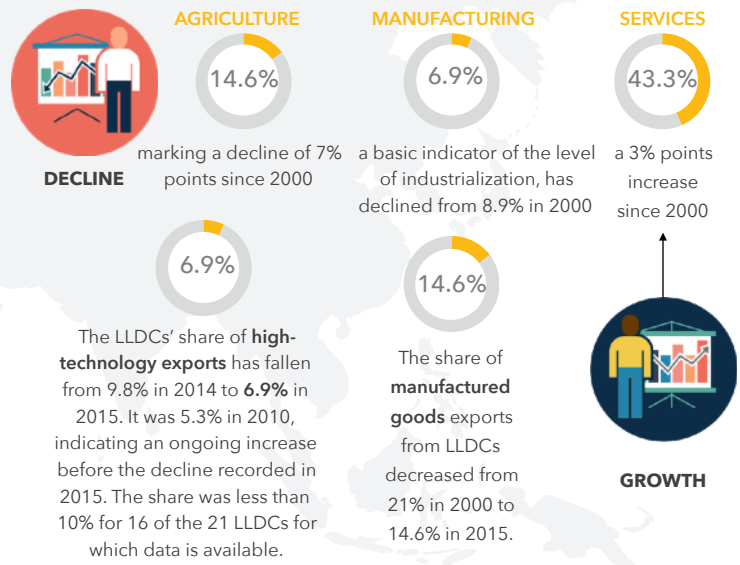 AGRICULTURE
14.6%
marking a decline of 7%
points since 2000
MANUFACTURING
6.9%
a basic indicator of the level
of industrialization, has
declined from 8.9% in 2000
SERVICES
43.3%
a 3% points
increase
since 2000
DECLINE
6.9%
The LLDCs’ share of high-
technology exports has fallen
from 9.8% in 2014 to 6.9% in
2015. It was 5.3% in 2010,
indicating an ongoing increase
before the decline recorded in
2015. The share was less than
10% for 16 of the 21 LLDCs for
which data is available.
14.6%
The share of
manufactured
goods exports
from LLDCs
decreased from
21% in 2000 to
14.6% in 2015.
GROWTH